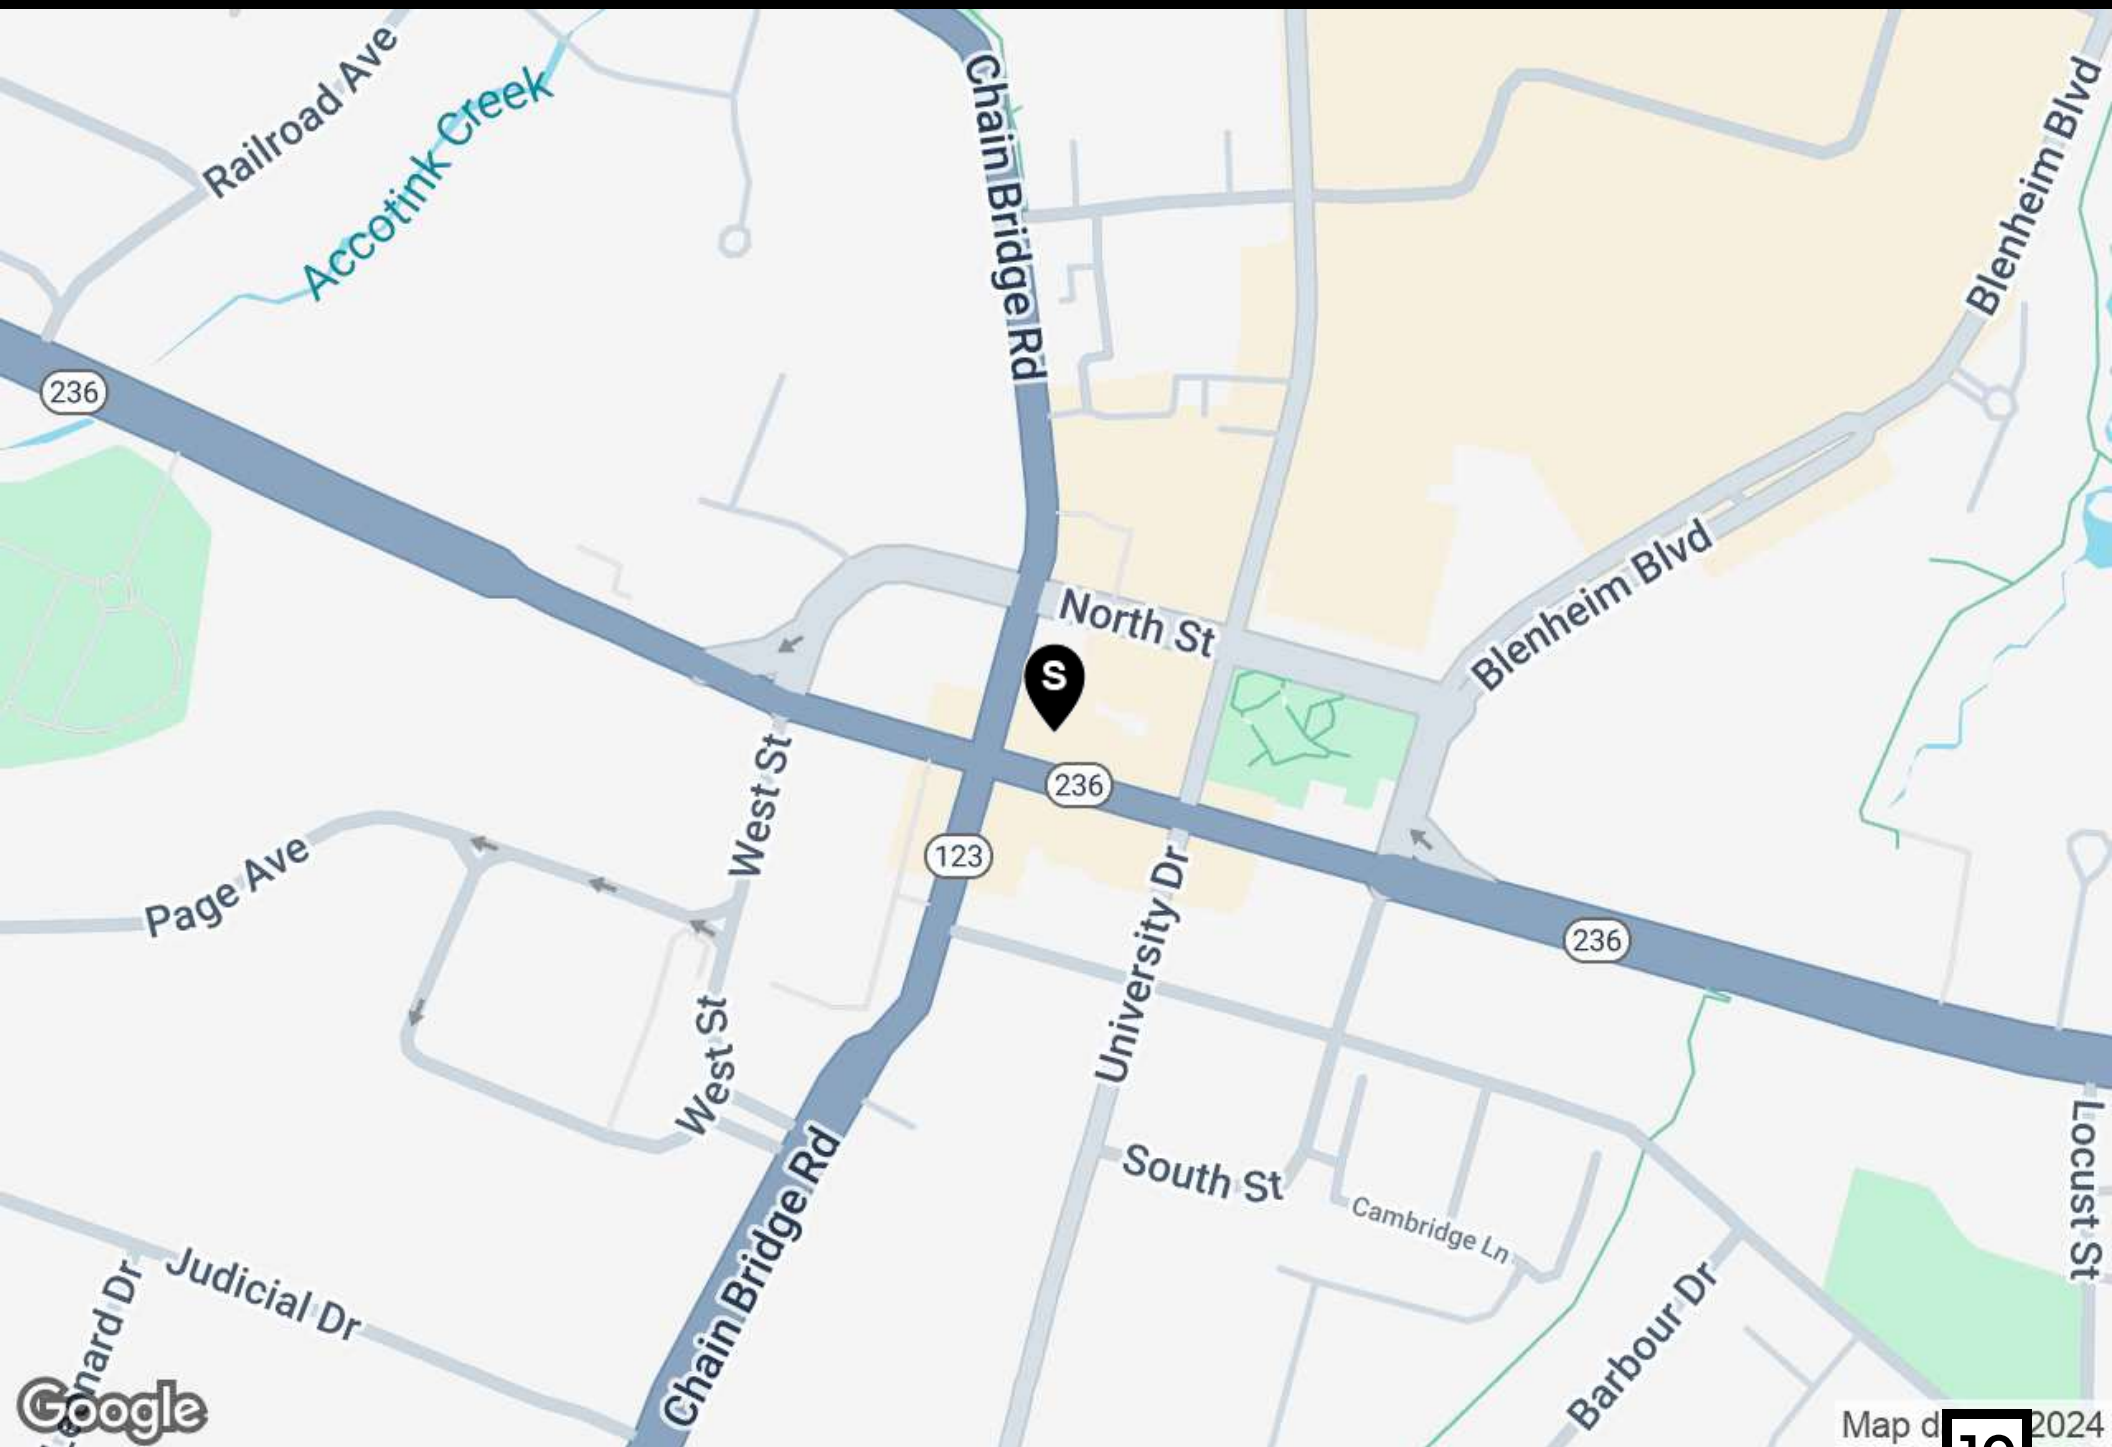 Railroad Ave
Accotink Creek
Chain Bridge Rd
Blenheim Blvd
236
North St
Blenheim Blvd
S
236
West St
123
Page Ave
University Dr
236
West St
South St
Cambridge Ln
Locust St
Judicial Dr
Chain Bridge Rd
Barbour Dr
Google
Map d
2024